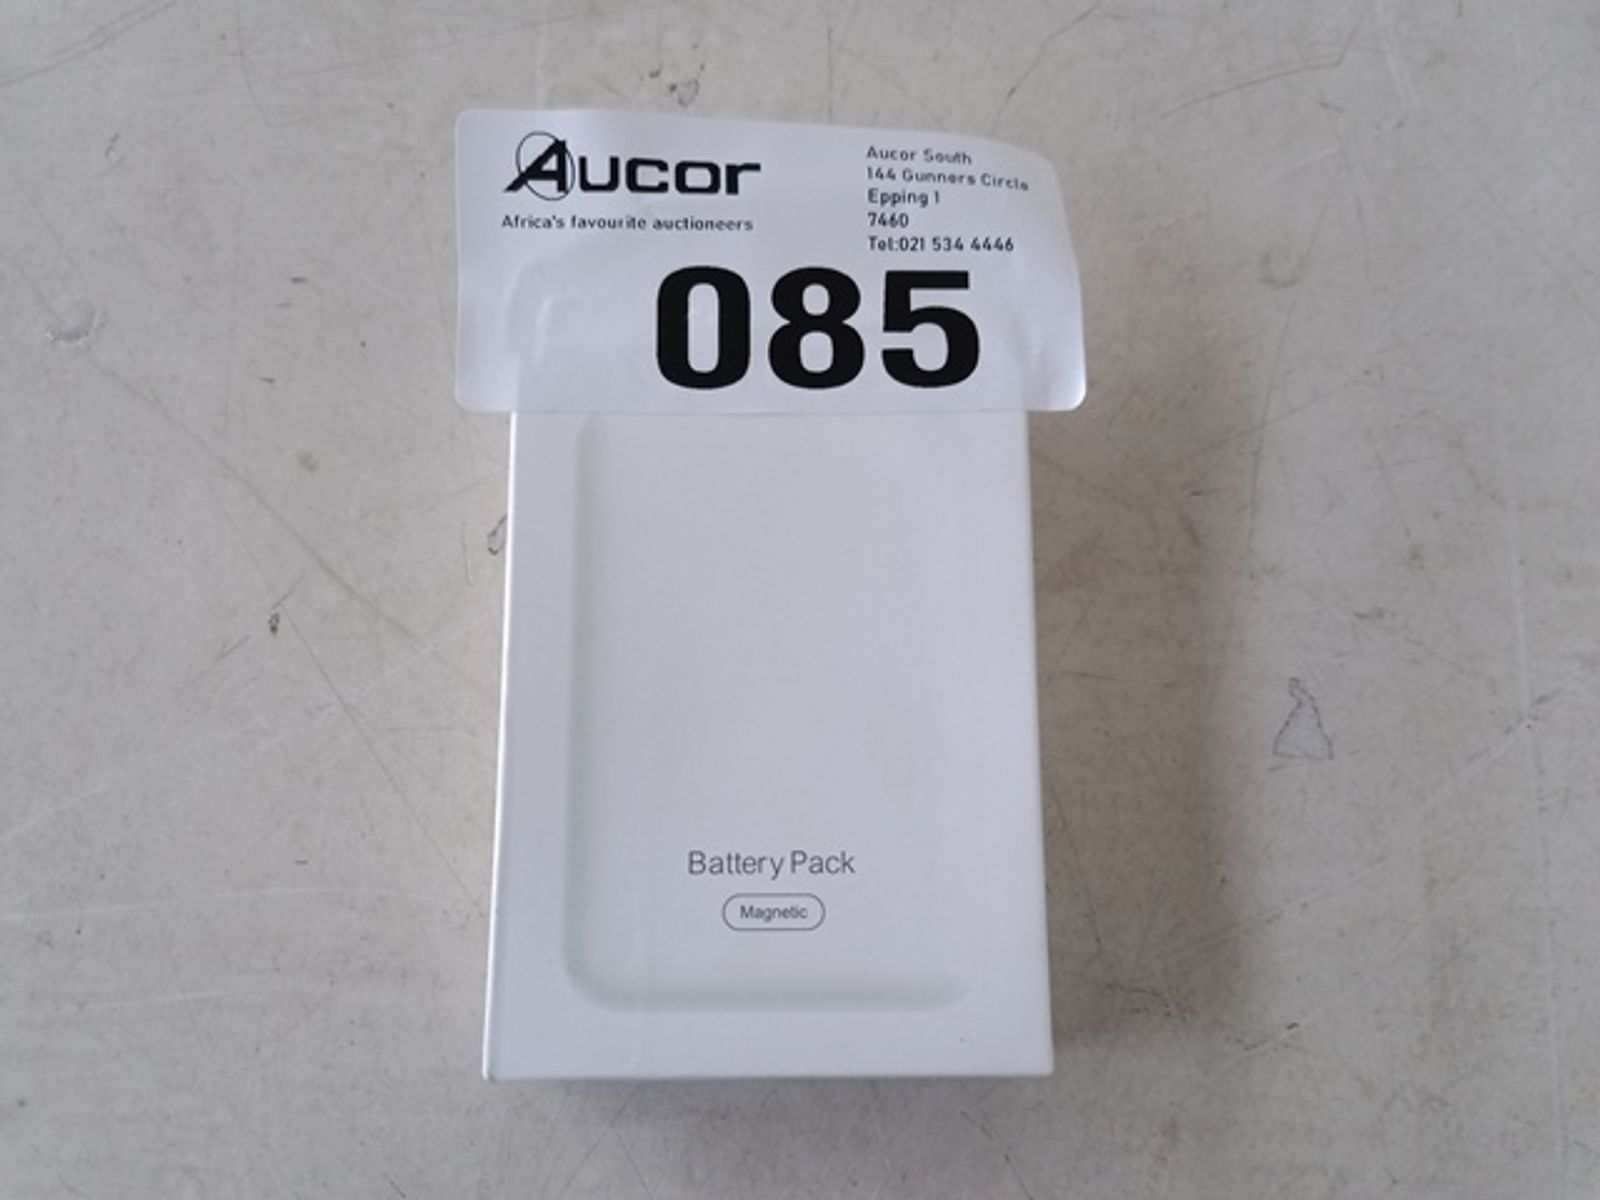 Aucor
Africa's favourite auctioneers
Aucor South
144 Gunners Circle
Epping 1
7460
Tel:021 534 4446
085
Battery Pack
Magnetic